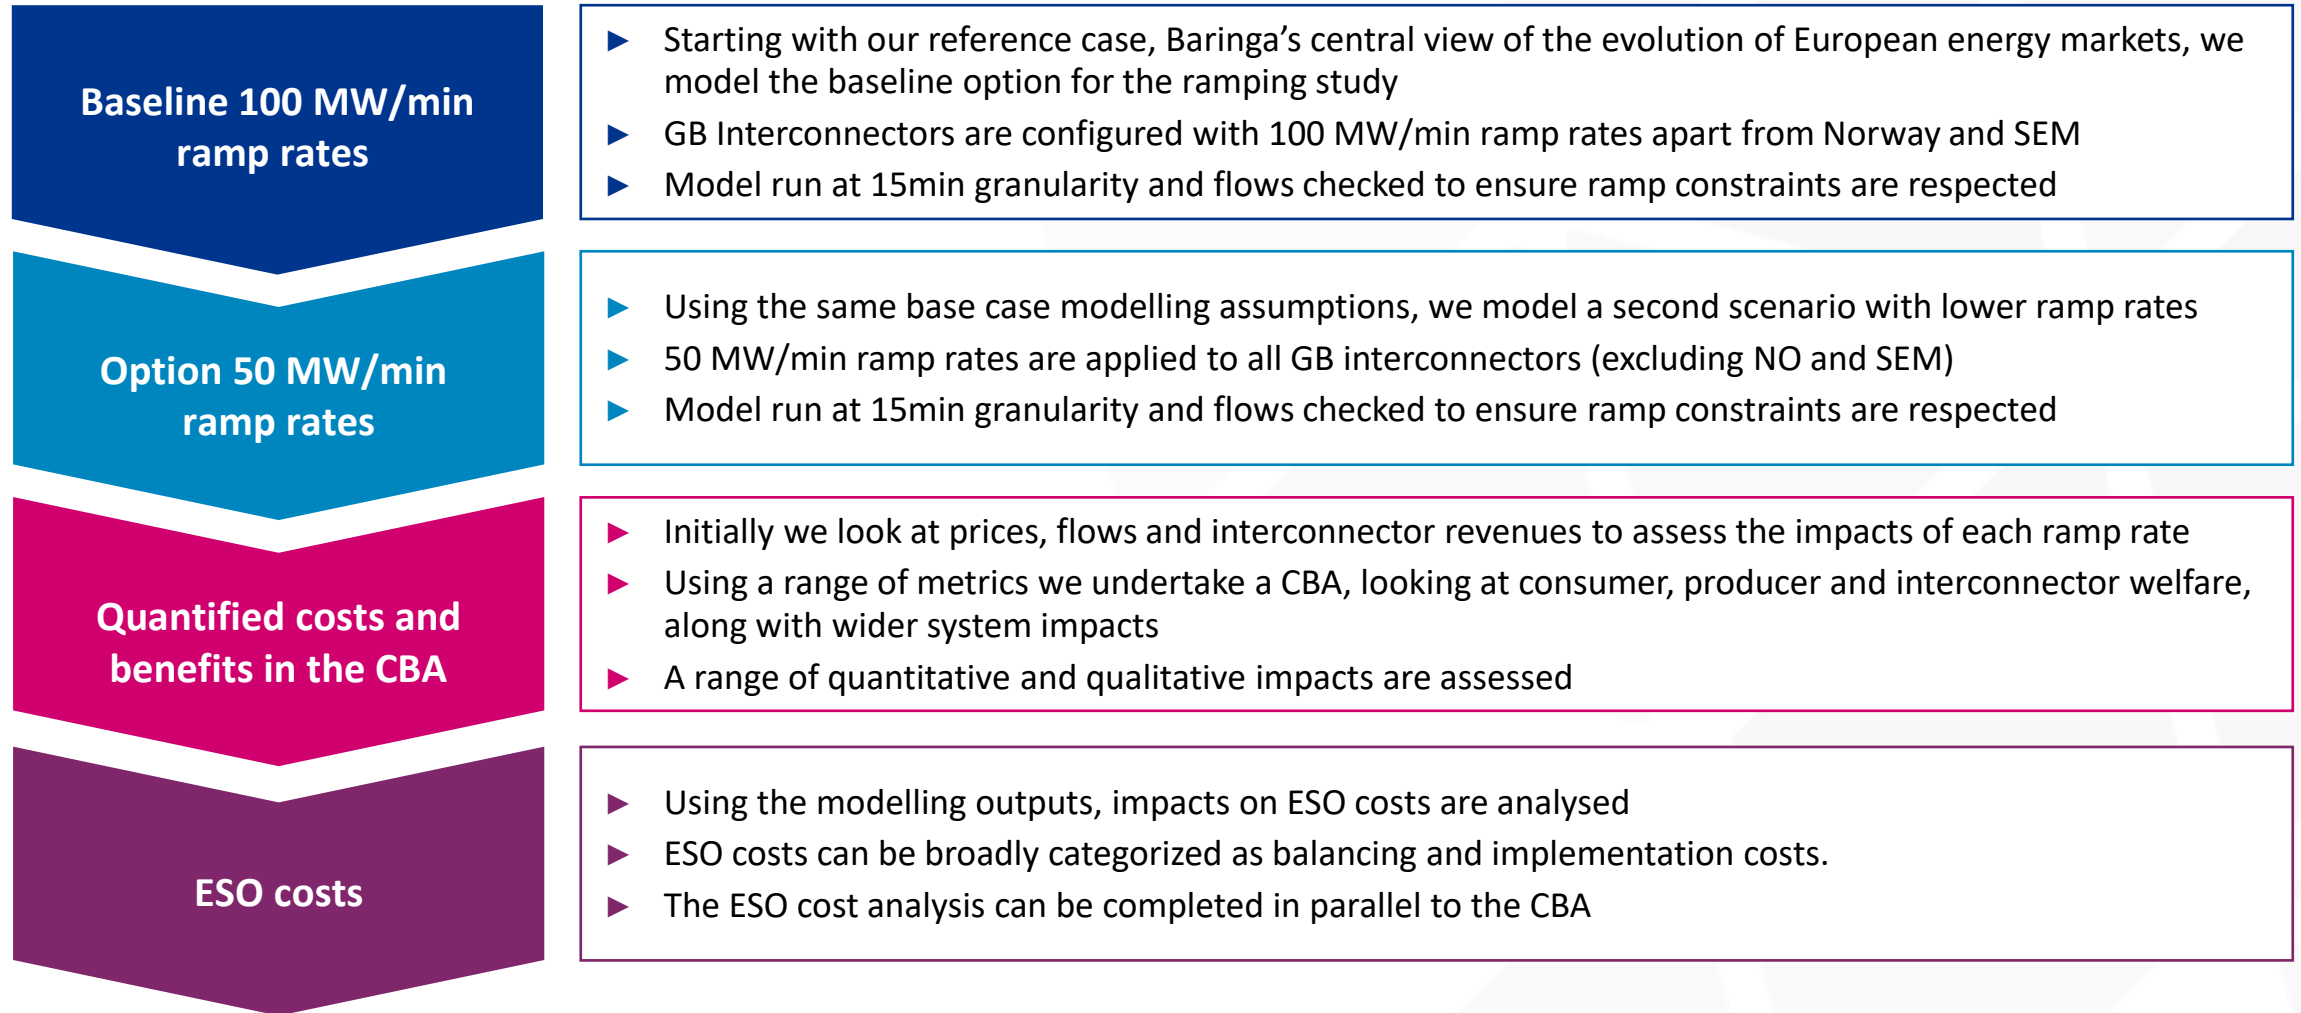 Baseline 100 MW/min
ramp rates
► Starting with our reference case, Baringa's central view of the evolution of European energy markets, we
model the baseline option for the ramping study
► GB Interconnectors are configured with 100 MW/min ramp rates apart from Norway and SEM
► Model run at 15min granularity and flows checked to ensure ramp constraints are respected
Option 50 MW/min
ramp rates
► Using the same base case modelling assumptions, we model a second scenario with lower ramp rates
► 50 MW/min ramp rates are applied to all GB interconnectors (excluding NO and SEM)
► Model run at 15min granularity and flows checked to ensure ramp constraints are respected
Quantified costs and
benefits in the CBA
► Initially we look at prices, flows and interconnector revenues to assess the impacts of each ramp rate
► Using a range of metrics we undertake a CBA, looking at consumer, producer and interconnector welfare,
along with wider system impacts
► A range of quantitative and qualitative impacts are assessed
ESO costs
► Using the modelling outputs, impacts on ESO costs are analysed
► ESO costs can be broadly categorized as balancing and implementation costs.
► The ESO cost analysis can be completed in parallel to the CBA